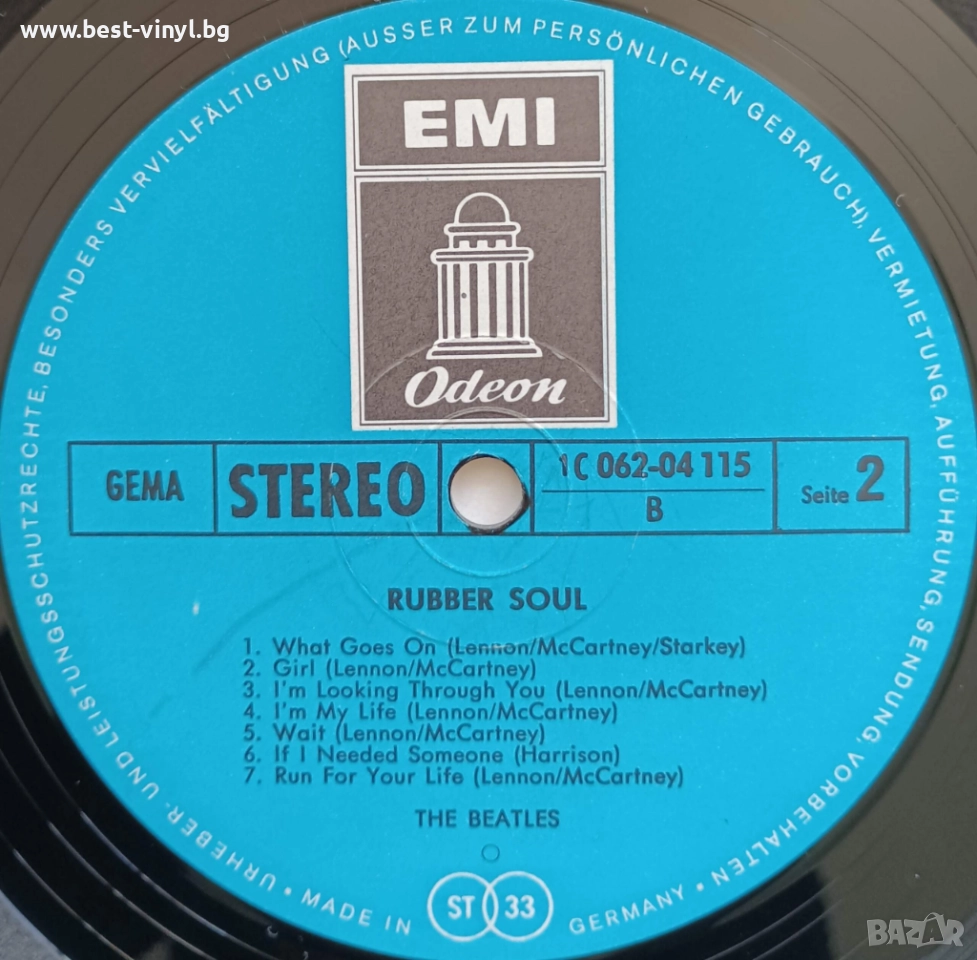 www.best-vinyl.bg
URHEBER- UND LEISTUNGSSCHUTZRECHTE, BESONDERS VERVIELFÄLTIGUNG (AUSSER ZUM PERSÖNLICHEN GEBRAUCH), VERMIETUNG, AUFFÜHRUNG, SENDUNG, VORBEHALTEN
EMI
Odeon
GEMA
STEREO
1C 062-04 115
B
Seite 2
RUBBER SOUL
1. What Goes On (Lennon/McCartney/Starkey)
2. Girl (Lennon/McCartney)
3. I'm Looking Through You (Lennon/McCartney)
4. I'm My Life (Lennon/McCartney)
5. Wait (Lennon/McCartney)
6. If I Needed Someone (Harrison)
7. Run For Your Life (Lennon/McCartney)
THE BEATLES
• MADE IN ST 33 GERMANY •
BAZAR